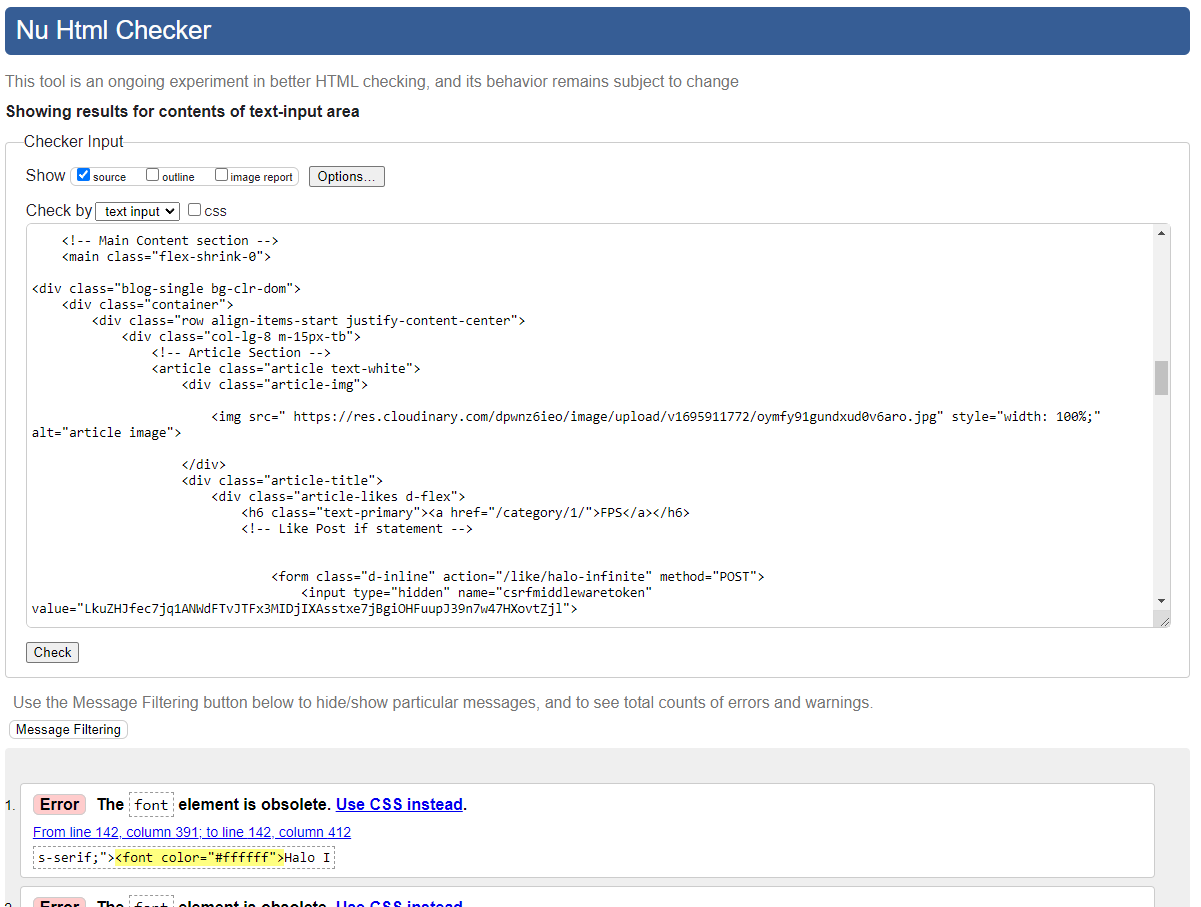 Nu Html Checker
This tool is an ongoing experiment in better HTML checking, and its behavior remains subject to change
Showing results for contents of text-input area
Checker Input
Show source outline image report Options...
Check by text input css
<!-- Main Content section -->
<main class="flex-shrink-0">
<div class="blog-single bg-clr-dom">
<div class="container">
<div class="row align-items-start justify-content-center">
<div class="col-lg-8 m-15px-tb">
<!-- Article Section -->
<article class="article text-white">
<div class="article-img">
<img src=" https://res.cloudinary.com/dpwnz6ieo/image/upload/v1695911772/oymfy91gundxud0v6aro.jpg" style="width: 100%;"
alt="article image">
</div>
<div class="article-title">
<div class="article-likes d-flex">
<h6 class="text-primary"><a href="/category/1/">FPS</a></h6>
<!-- Like Post if statement -->
<form class="d-inline" action="/like/halo-infinite" method="POST">
<input type="hidden" name="csrfmiddlewaretoken"
value="LkuZHJfec7jq1ANWdFTvJTFx3MIDjIXAsstxe7jBgiOHFuupJ39n7w47HXovtZjl">
Check
Use the Message Filtering button below to hide/show particular messages, and to see total counts of errors and warnings.
Message Filtering
1. Error The font element is obsolete. Use CSS instead.
From line 142, column 391; to line 142, column 412
s-serif;"><font color="#ffffff">Halo I
2. Error The font element is obsolete. Use CSS instead.